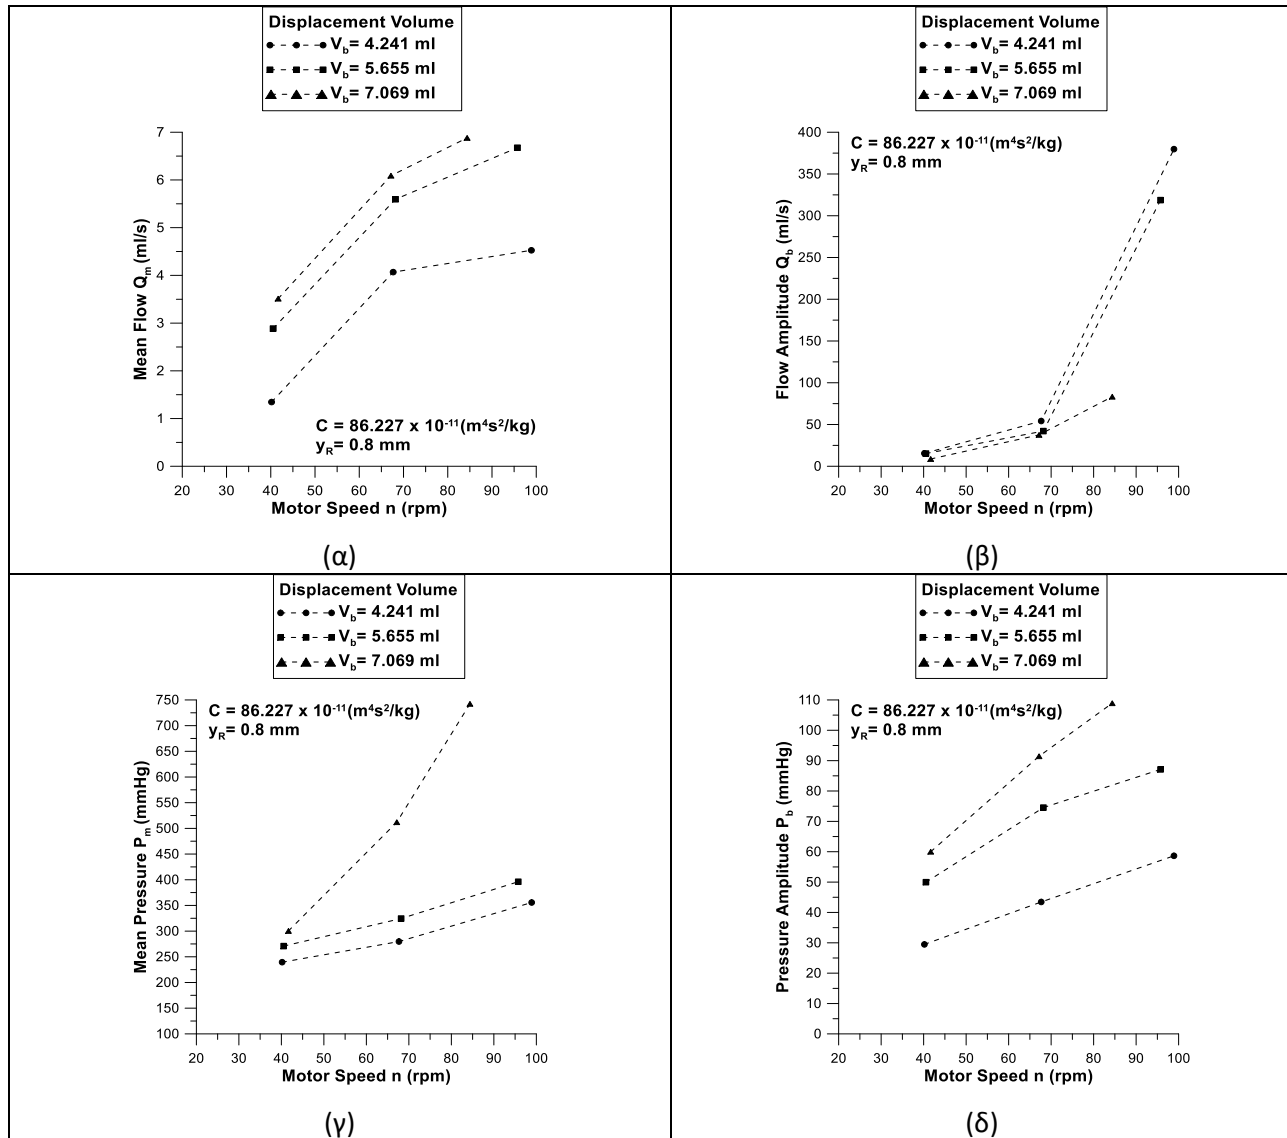 Displacement Volume
V_b= 4.241 ml
V_b= 5.655 ml
V_b= 7.069 ml
7
6
5
4
3
2
1
0
Mean Flow Q_m (ml/s)
C = 86.227 x 10⁻¹¹(m⁴s²/kg)
y_R= 0.8 mm
20 30 40 50 60 70 80 90 100
Motor Speed n (rpm)
(α)
Displacement Volume
V_b= 4.241 ml
V_b= 5.655 ml
V_b= 7.069 ml
C = 86.227 x 10⁻¹¹(m⁴s²/kg)
y_R= 0.8 mm
400
350
300
250
200
150
100
50
0
Flow Amplitude Q_b (ml/s)
20 30 40 50 60 70 80 90 100
Motor Speed n (rpm)
(β)
Displacement Volume
V_b= 4.241 ml
V_b= 5.655 ml
V_b= 7.069 ml
C = 86.227 x 10⁻¹¹(m⁴s²/kg)
y_R= 0.8 mm
750
700
650
600
550
500
450
400
350
300
250
200
150
100
Mean Pressure P_m (mmHg)
20 30 40 50 60 70 80 90 100
Motor Speed n (rpm)
(γ)
Displacement Volume
V_b= 4.241 ml
V_b= 5.655 ml
V_b= 7.069 ml
C = 86.227 x 10⁻¹¹(m⁴s²/kg)
y_R= 0.8 mm
110
100
90
80
70
60
50
40
30
20
10
0
Pressure Amplitude P_b (mmHg)
20 30 40 50 60 70 80 90 100
Motor Speed n (rpm)
(δ)